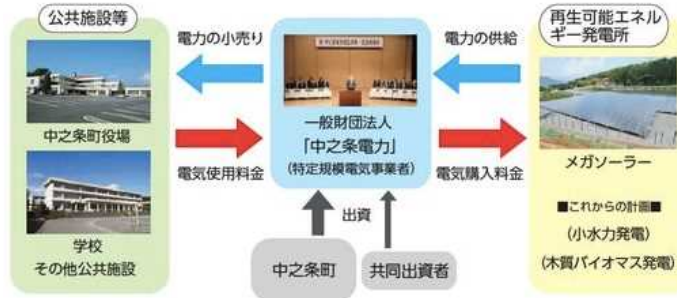 公共施設等
中之条町役場
学校
その他公共施設
電力の小売り
電気使用料金
一般財団法人
「中之条電力」
(特定規模電気事業者)
出資
中之条町
共同出資者
電力の供給
電気購入料金
再生可能エネル
ギー発電所
メガソーラー
■これからの計画■
(小水力発電)
(木質バイオマス発電)